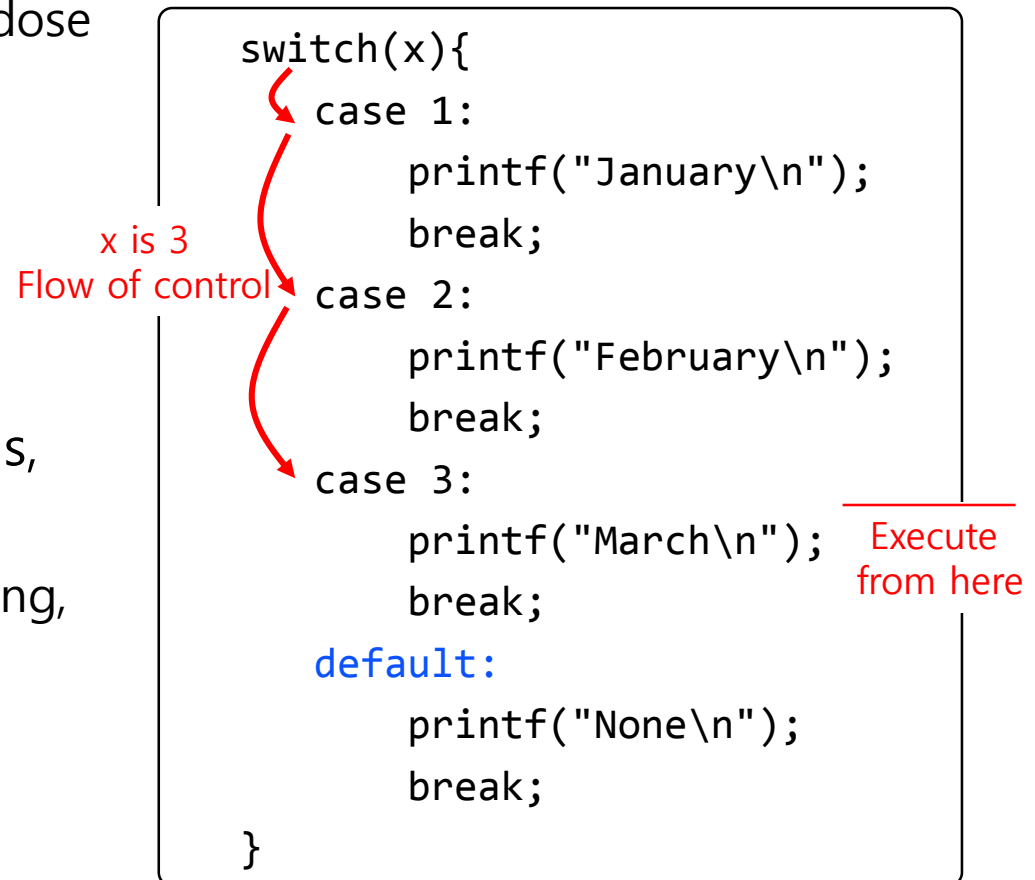 dose
switch(x){
case 1:
printf("January\n");
break;
x is 3
Flow of control
case 2:
printf("February\n");
break;
s,
case 3:
printf("March\n");
Execute
from here
ng,
break;
default:
printf("None\n");
break;
}